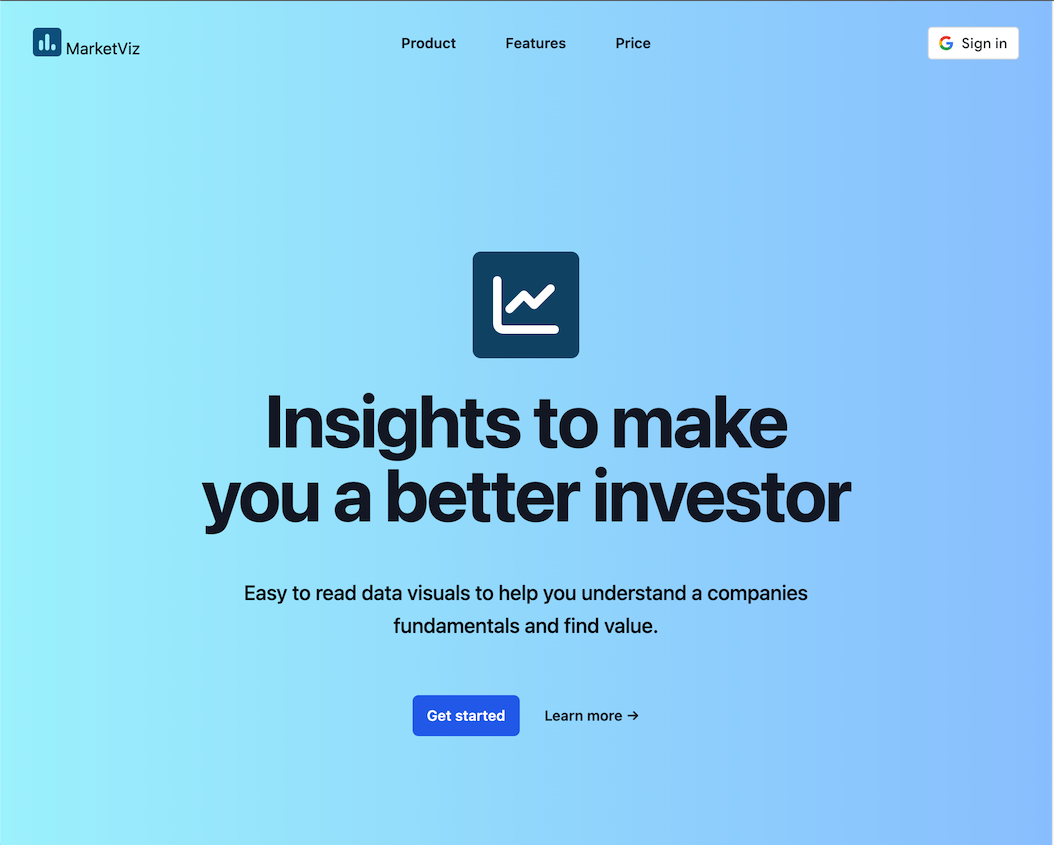 MarketViz
Product
Features
Price
Sign in
Insights to make
you a better investor
Easy to read data visuals to help you understand a companies
fundamentals and find value.
Get started
Learn more →